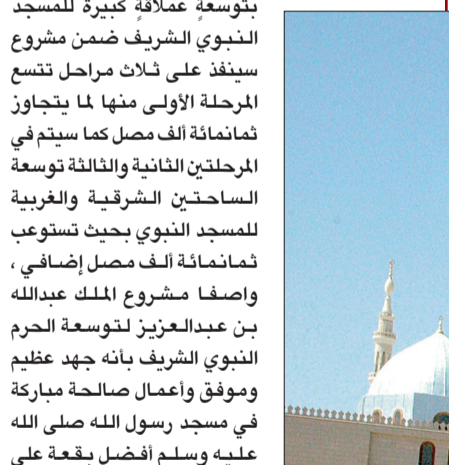 بتوسعةٍ عملاقةٍ كبيرة للمسجد
النبوي الشريف ضمن مشروع
سينفذ على ثلاث مراحل تتسع
المرحلة الأولى منها لما يتجاوز
ثمانمائة ألف مصل كما سيتم في
المرحلتين الثانية والثالثة توسعة
الساحتين الشرقية والغربية
للمسجد النبوي بحيث تستوعب
ثمانمائة ألف مصل إضافي ،
واصفا مشروع الملك عبدالله
بن عبدالعزيز لتوسعة الحرم
النبوي الشريف بأنه جهد عظيم
وموفق وأعمال صالحة مباركة
في مسجد رسول الله صلى الله
عليه وسلم أفضل بقعة على